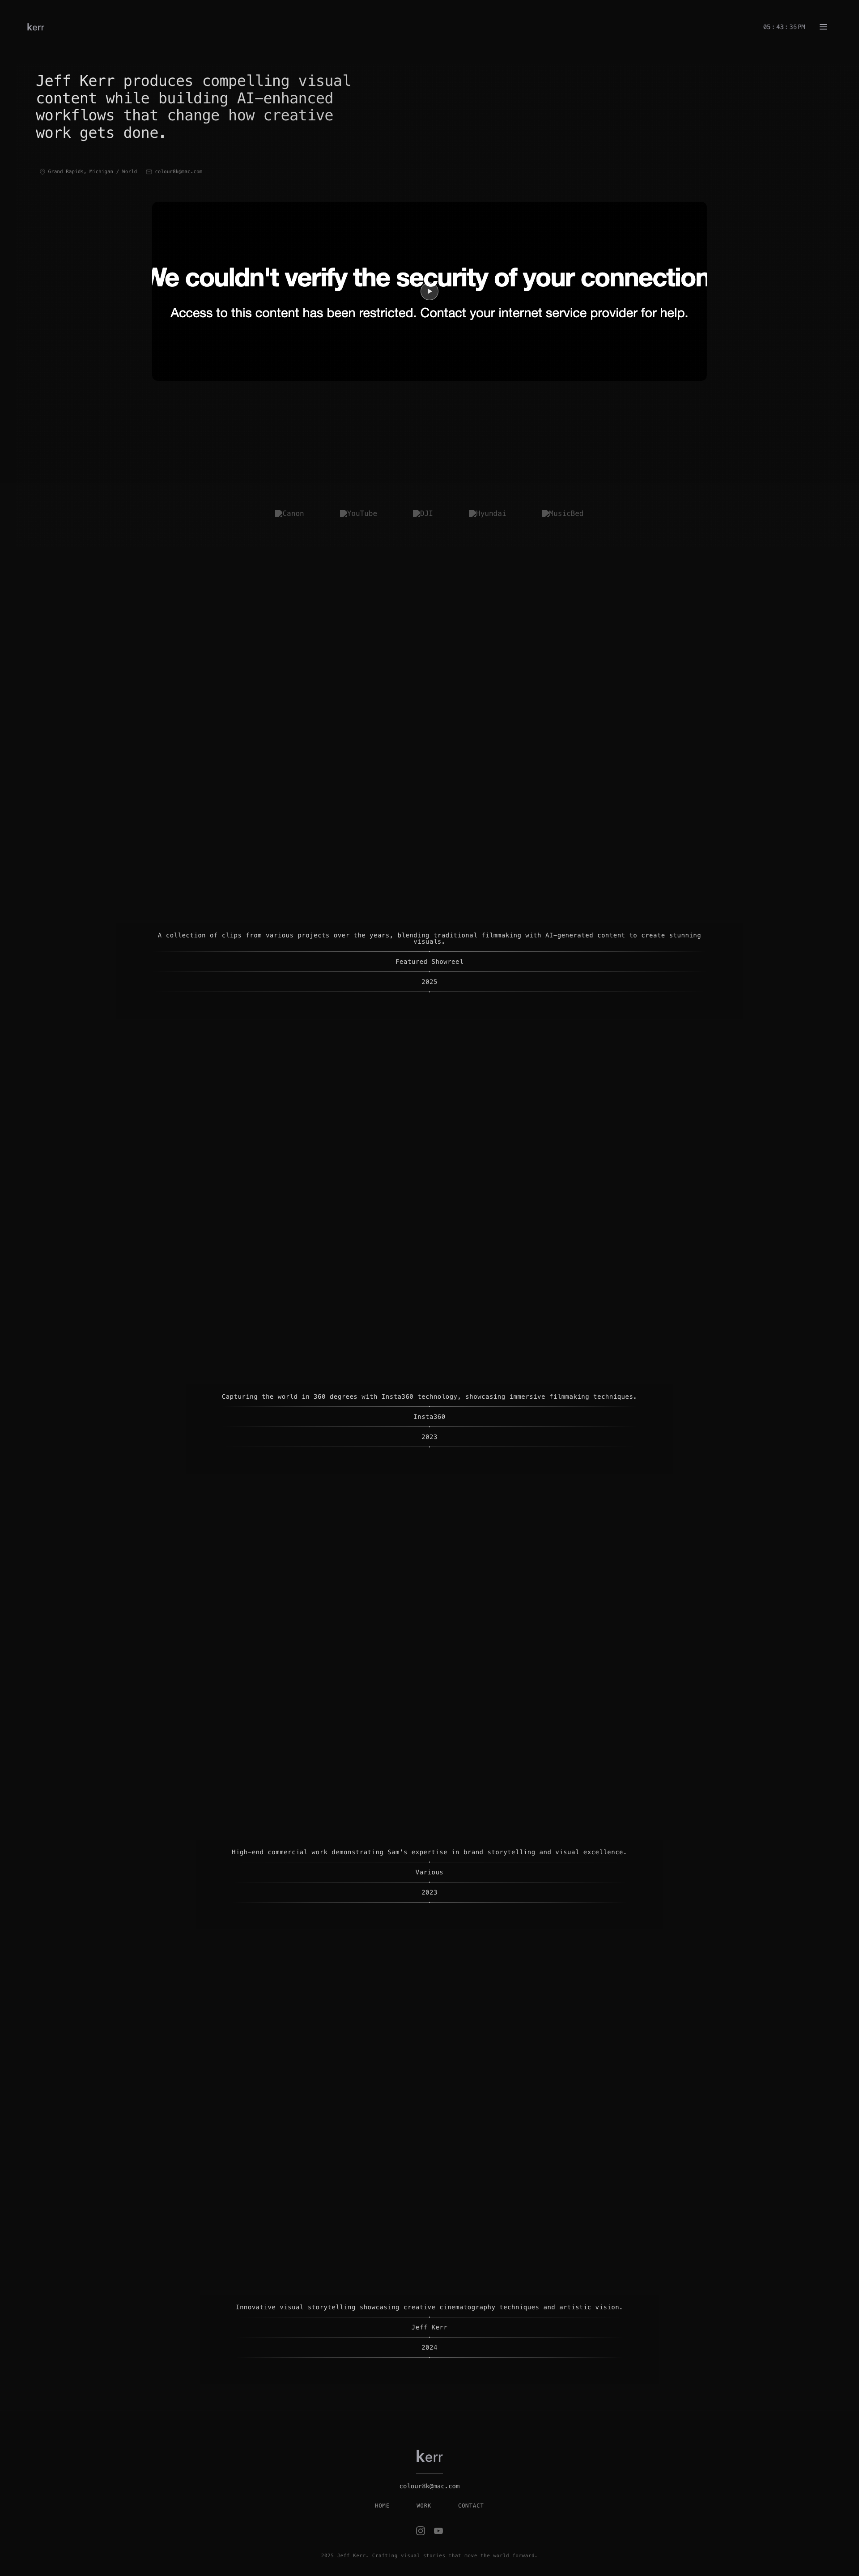 kerr
05:43:35 PM
Jeff Kerr produces compelling visual
content while building AI-enhanced
workflows that change how creative
work gets done.
Grand Rapids, Michigan / World
colour8k@mac.com
We couldn't verify the security of your connection
Access to this content has been restricted. Contact your internet service provider for help.
Canon
YouTube
DJI
Hyundai
MusicBed
A collection of clips from various projects over the years, blending traditional filmmaking with AI-generated content to create stunning
visuals.
Featured Showreel
2025
Capturing the world in 360 degrees with Insta360 technology, showcasing immersive filmmaking techniques.
Insta360
2023
High-end commercial work demonstrating Sam's expertise in brand storytelling and visual excellence.
Various
2023
Innovative visual storytelling showcasing creative cinematography techniques and artistic vision.
Jeff Kerr
2024
kerr
colour8k@mac.com
HOME
WORK
CONTACT
2025 Jeff Kerr. Crafting visual stories that move the world forward.